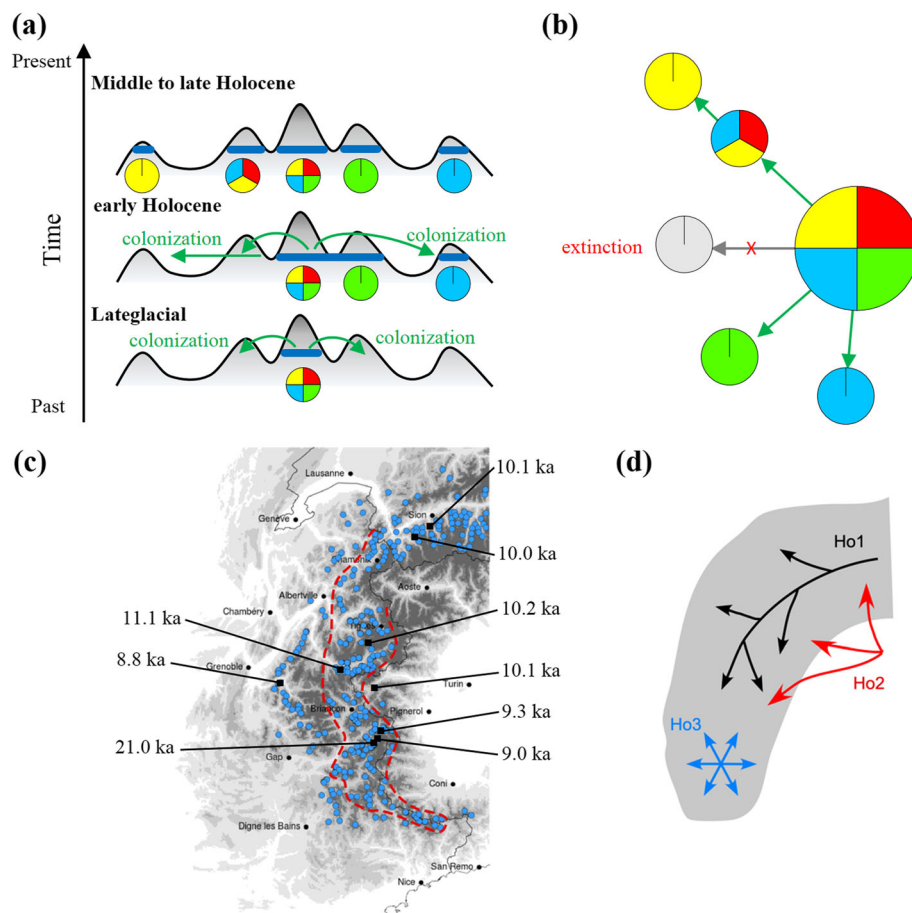 (a)
Present
Middle to late Holocene
early Holocene
colonization
colonization
Time
Lateglacial
colonization
colonization
Past
(b)
extinction
X
(c)
Lausanne
10.1 ka
Sion
Genève
10.0 ka
Aoste
Albertville
Chambéry
11.1 ka
10.2 ka
8.8 ka
Grenoble
10.1 ka
Turin
Briançon
Pignerol
9.3 ka
21.0 ka
9.0 ka
Gap
Coni
Digne les Bains
San Remo
Nice
(d)
Ho1
Ho2
Ho3